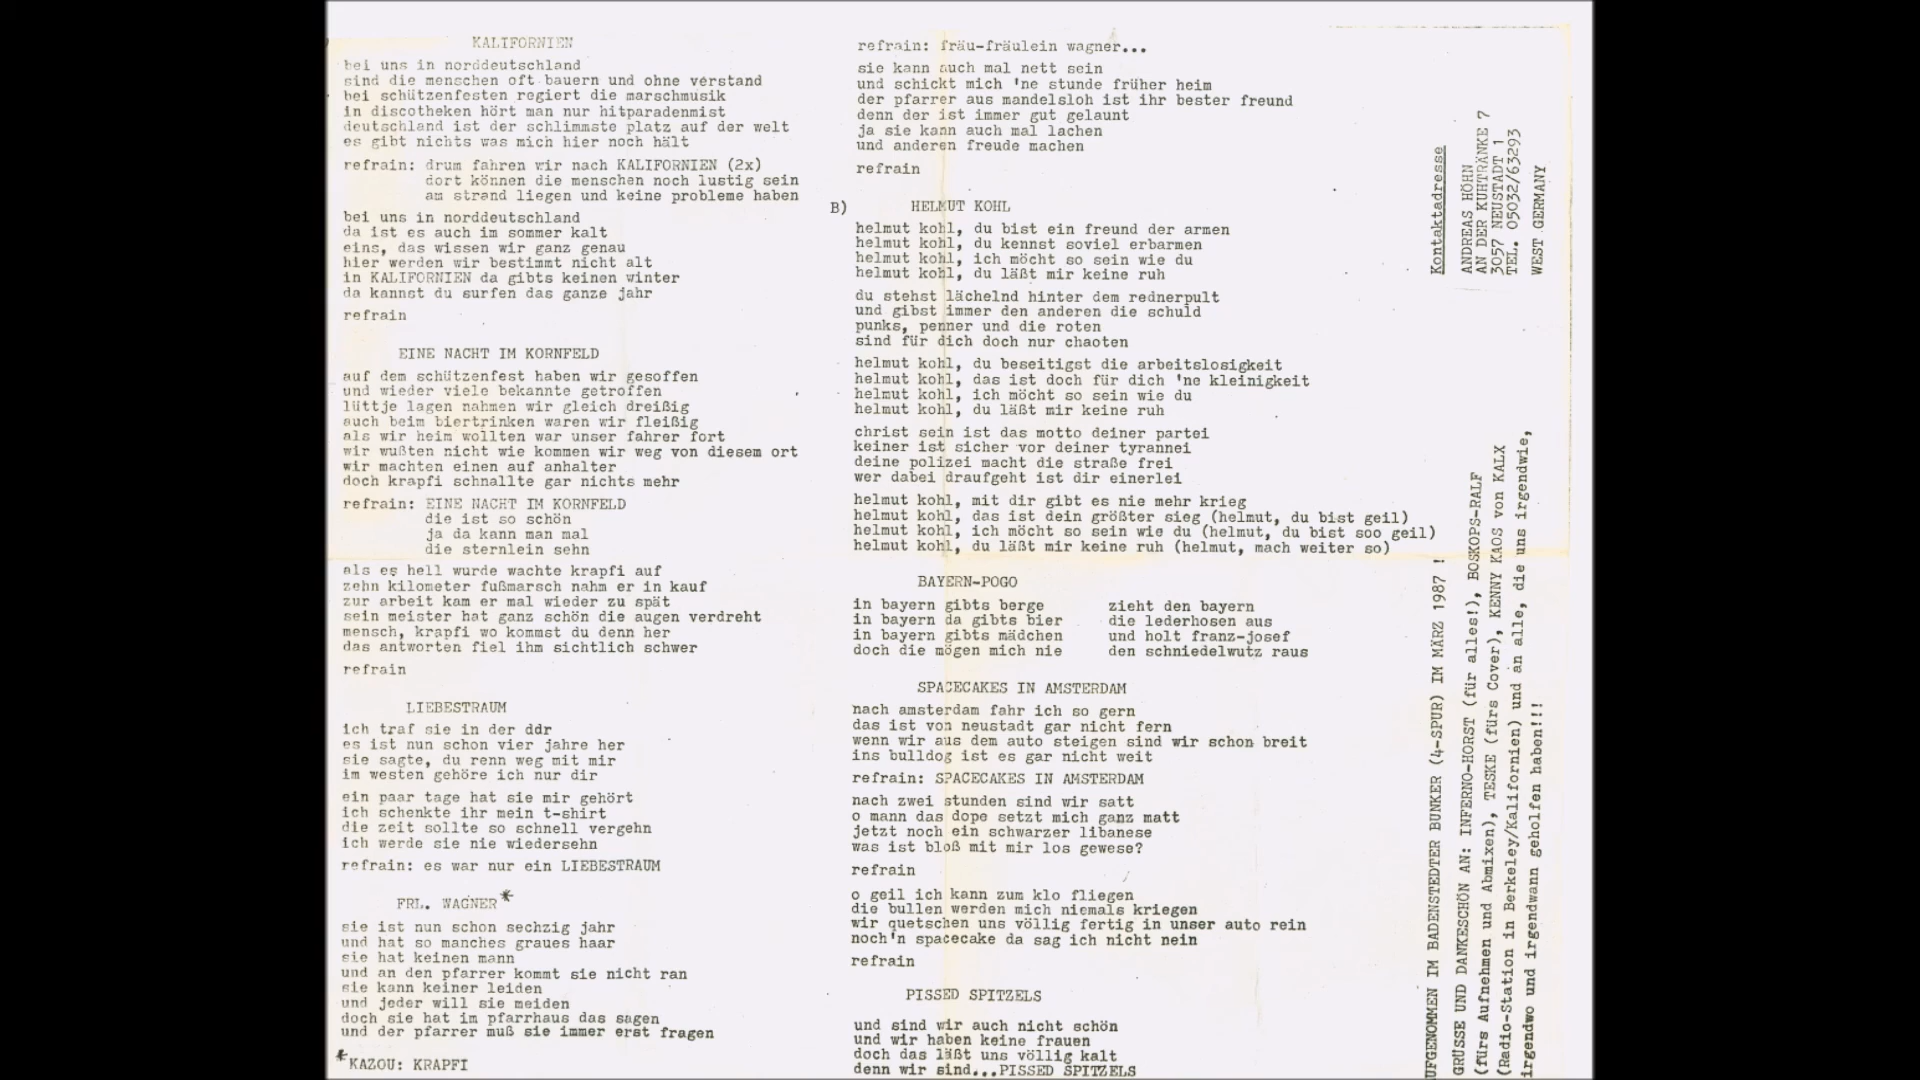 KALIFORNIEN
bei uns in norddeutschland
sind die menschen oft bauern und ohne verstand
bei schützenfesten regiert die marschmusik
in discotheken hört man nur hitparadenmist
deutschland ist der schlimmste platz auf der welt
es gibt nichts was mich hier noch hält
refrain: drum fahren wir nach KALIFORNIEN (2x)
dort können die menschen noch lustig sein
am strand liegen und keine probleme haben
bei uns in norddeutschland
da ist es auch im sommer kalt
eins, das wissen wir ganz genau
hier werden wir bestimmt nicht alt
in KALIFORNIEN da gibts keinen winter
da kannst du surfen das ganze jahr
refrain
EINE NACHT IM KORNFELD
auf dem schützenfest haben wir gesoffen
und wieder viele bekannte getroffen
lüttje lagen nahmen wir gleich dreißig
auch beim biertrinken waren wir fleißig
als wir heim wollten war unser fahrer fort
wir wußten nicht wie kommen wir weg von diesem ort
wir machten einen auf anhalter
doch krapfi schnallte gar nichts mehr
refrain: EINE NACHT IM KORNFELD
die ist so schön
ja da kann man mal
die sternlein sehn
als es hell wurde wachte krapfi auf
zehn kilometer fußmarsch nahm er in kauf
zur arbeit kam er mal wieder zu spät
sein meister hat ganz schön die augen verdreht
mensch, krapfi wo kommst du denn her
das antworten fiel ihm sichtlich schwer
refrain
LIEBESTRAUM
ich traf sie in der ddr
es ist nun schon vier jahre her
sie sagte, du renn weg mit mir
im westen gehöre ich nur dir
ein paar tage hat sie mir gehört
ich schenkte ihr mein t-shirt
die zeit sollte so schnell vergehn
ich werde sie nie wiedersehn
refrain: es war nur ein LIEBESTRAUM
FRL. WAGNER*
sie ist nun schon sechzig jahr
und hat so manches graues haar
sie hat keinen mann
und an den pfarrer kommt sie nicht ran
sie kann keiner leiden
und jeder will sie meiden
doch sie hat im pfarrhaus das sagen
und der pfarrer muß sie immer erst fragen
*KAZOU: KRAPFI
refrain: fräu-fräulein wagner...
sie kann auch mal nett sein
und schickt mich 'ne stunde früher heim
der pfarrer aus mandelsloh ist ihr bester freund
denn der ist immer gut gelaunt
ja sie kann auch mal lachen
und anderen freude machen
refrain
B) HELMUT KOHL
helmut kohl, du bist ein freund der armen
helmut kohl, du kennst soviel erbarmen
helmut kohl, ich möcht so sein wie du
helmut kohl, du läßt mir keine ruh
du stehst lächelnd hinter dem rednerpult
und gibst immer den anderen die schuld
punks, penner und die roten
sind für dich doch nur chaoten
helmut kohl, du beseitigst die arbeitslosigkeit
helmut kohl, das ist doch für dich 'ne kleinigkeit
helmut kohl, ich möcht so sein wie du
helmut kohl, du läßt mir keine ruh
christ sein ist das motto deiner partei
keiner ist sicher vor deiner tyrannei
deine polizei macht die straße frei
wer dabei draufgeht ist dir einerlei
helmut kohl, mit dir gibt es nie mehr krieg
helmut kohl, das ist dein größter sieg (helmut, du bist geil)
helmut kohl, ich möcht so sein wie du (helmut, du bist soo geil)
helmut kohl, du läßt mir keine ruh (helmut, mach weiter so)
BAYERN-POGO
in bayern gibts berge
in bayern da gibts bier
in bayern gibts mädchen
doch die mögen mich nie
zieht den bayern
die lederhosen aus
und holt franz-josef
den schniedelwutz raus
SPACECAKES IN AMSTERDAM
nach amsterdam fahr ich so gern
das ist von neustadt gar nicht fern
wenn wir aus dem auto steigen sind wir schon breit
ins bulldog ist es gar nicht weit
refrain: SPACECAKES IN AMSTERDAM
nach zwei stunden sind wir satt
o mann das dope setzt mich ganz matt
jetzt noch ein schwarzer libanese
was ist bloß mit mir los gewese?
refrain
o geil ich kann zum klo fliegen
die bullen werden mich niemals kriegen
wir quetschen uns völlig fertig in unser auto rein
noch'n spacecake da sag ich nicht nein
refrain
PISSED SPITZELS
und sind wir auch nicht schön
und wir haben keine frauen
doch das läßt uns völlig kalt
denn wir sind...PISSED SPITZELS
Kontaktadresse
ANDREAS HÖHN
AN DER KUHTRÄNKE 7
3057 NEUSTADT 1
TEL. 05032/63293
WEST GERMANY
UFGENOMMEN IM BADENSTEDTER BUNKER (4-SPUR) IM MÄRZ 1987 !
GRÜSSE UND DANKESCHÖN AN: INFERNO-HORST (für alles!), BOSKOPS-RALF
(fürs Aufnehmen und Abmixen), TESKE (fürs Cover), KENNY KAOS von KALX
(Radio-Station in Berkeley/Kalifornien) und an alle, die uns irgendwie,
irgendwo und irgendwann geholfen haben!!!